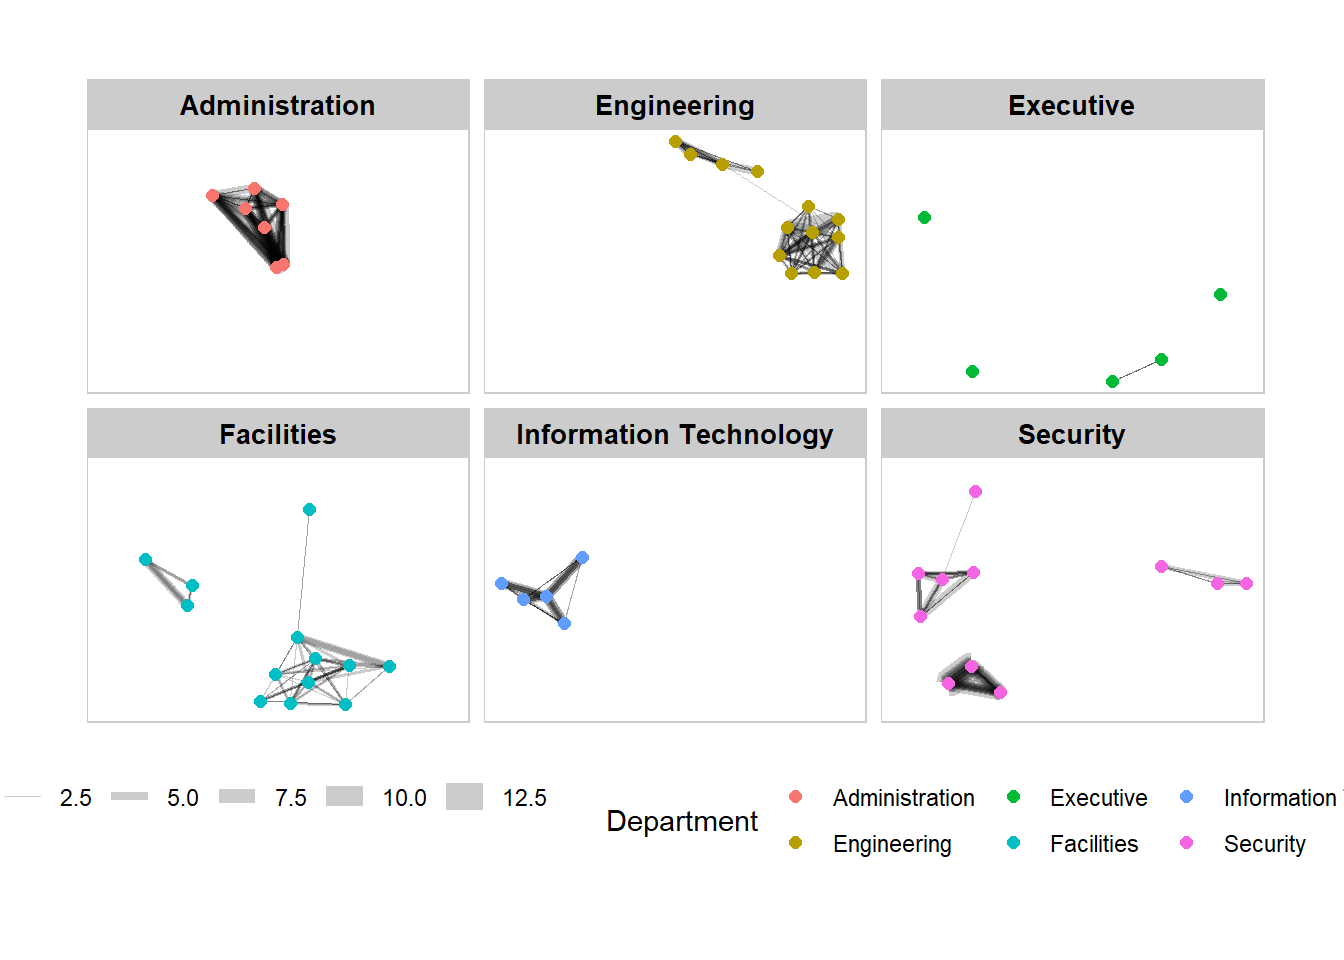 Administration
Engineering
Executive
Facilities
Information Technology
Security
2.5 5.0 7.5 10.0 12.5
Department
Administration Executive Information
Engineering Facilities Security